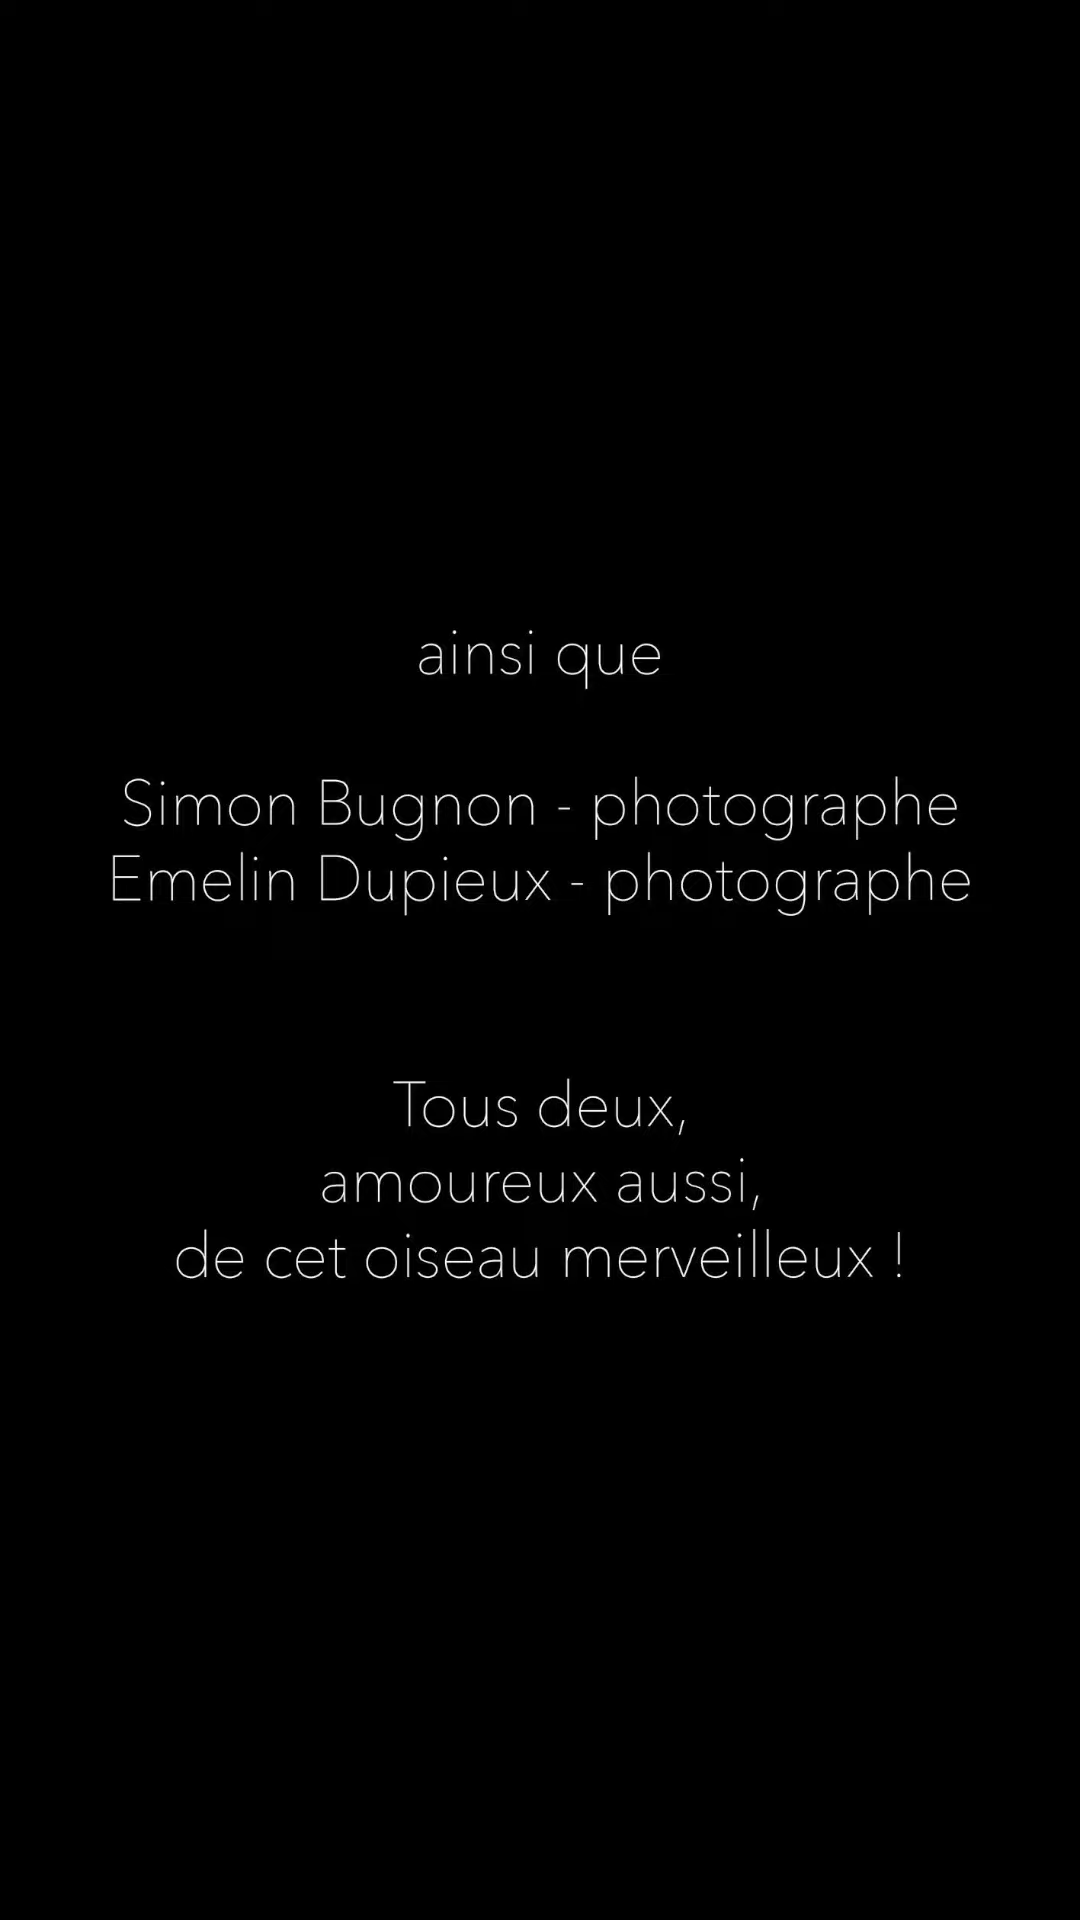 ainsi que
Simon Bugnon - photographe
Emelin Dupieux - photographe
Tous deux,
amoureux aussi,
de cet oiseau merveilleux !